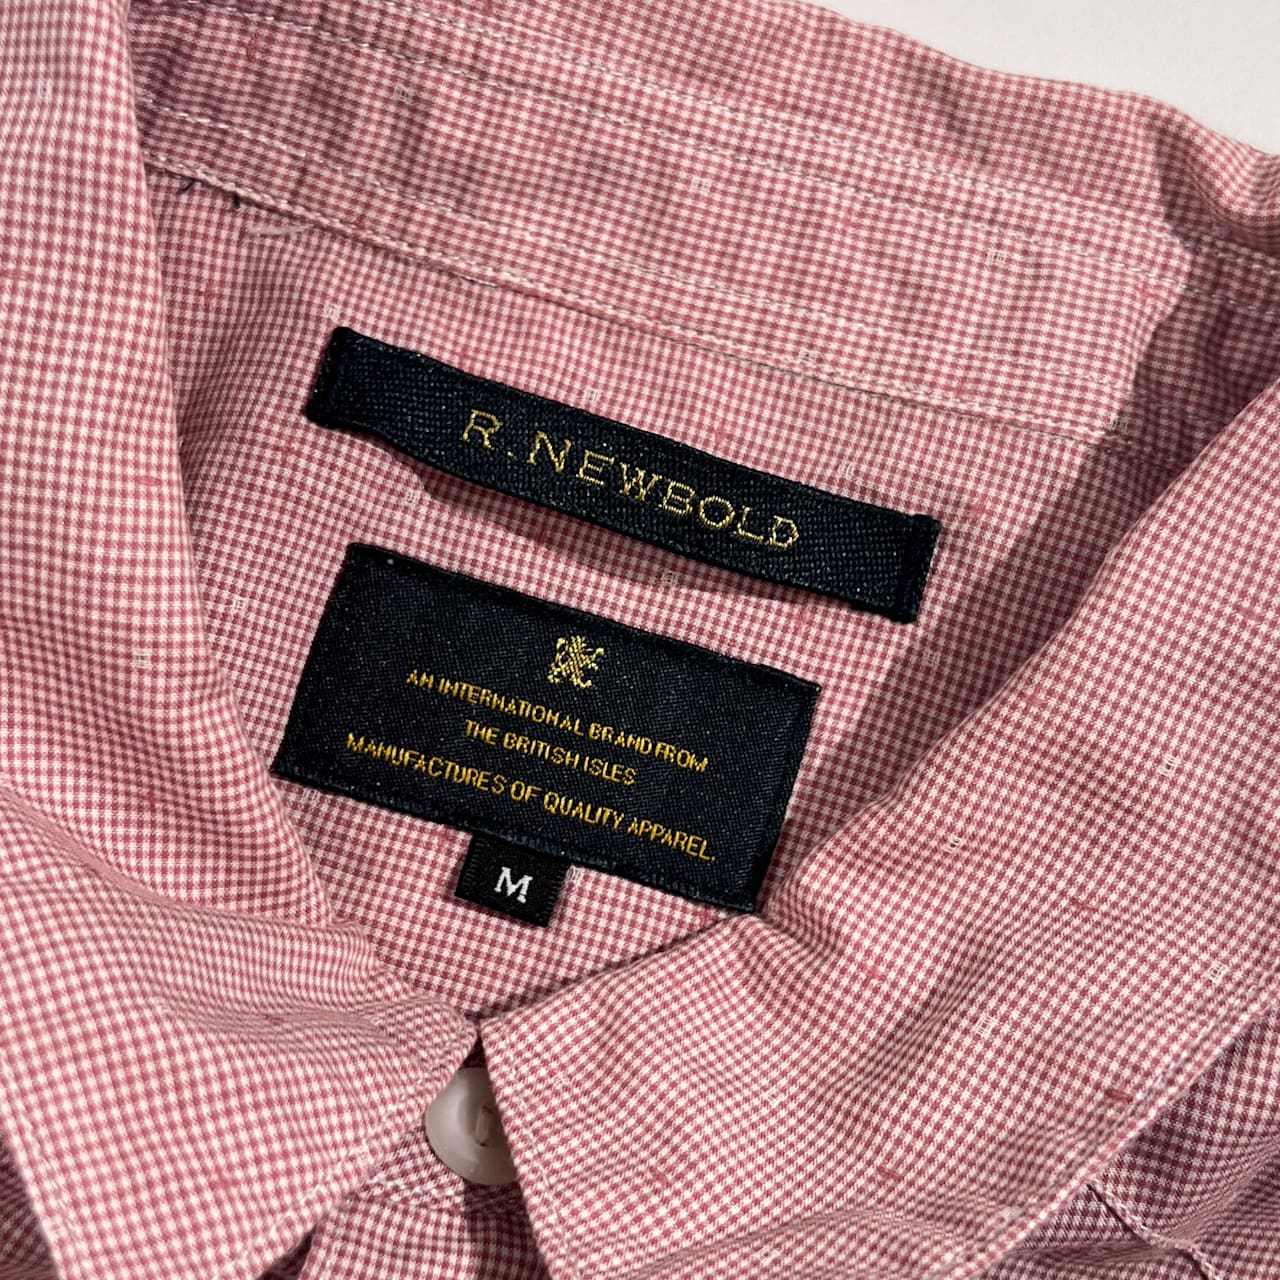 R. NEWBOLD
AN INTERNATIONAL BRAND FROM
THE BRITISH ISLES
MANUFACTURES OF QUALITY APPAREL.
M